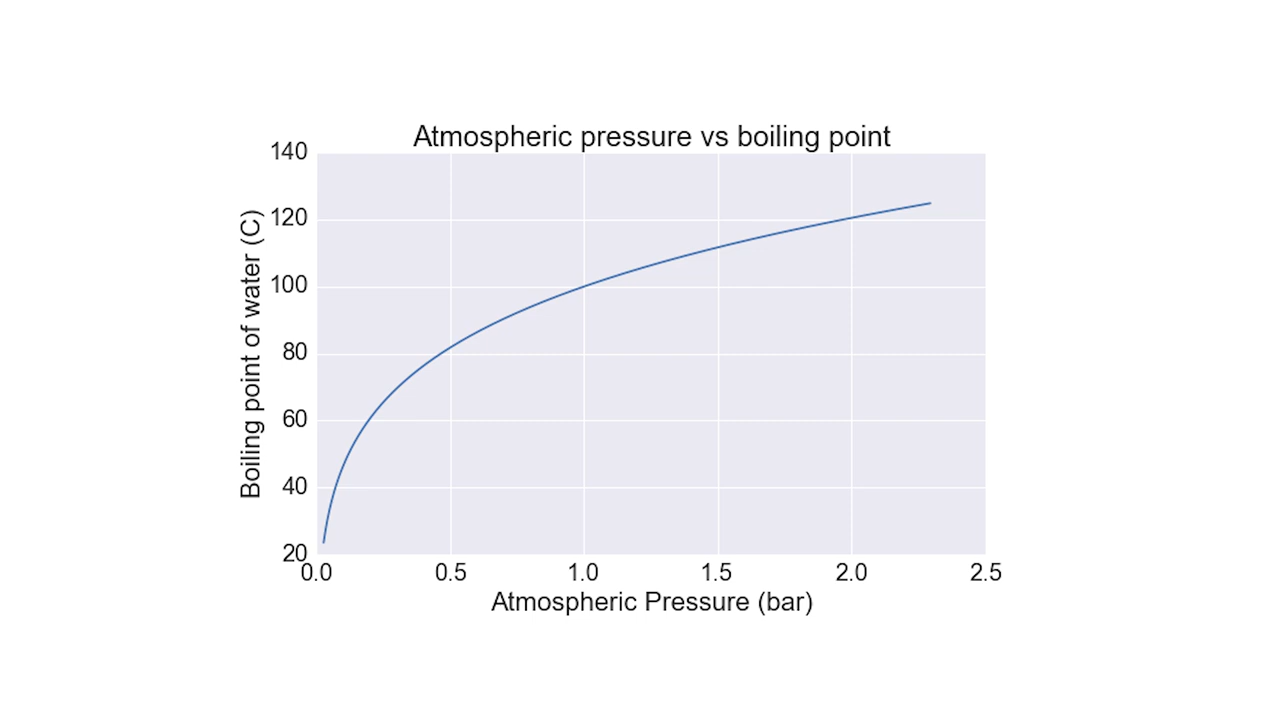 Atmospheric pressure vs boiling point
140
120
100
80
60
40
20
Boiling point of water (C)
0.0 0.5 1.0 1.5 2.0 2.5
Atmospheric Pressure (bar)